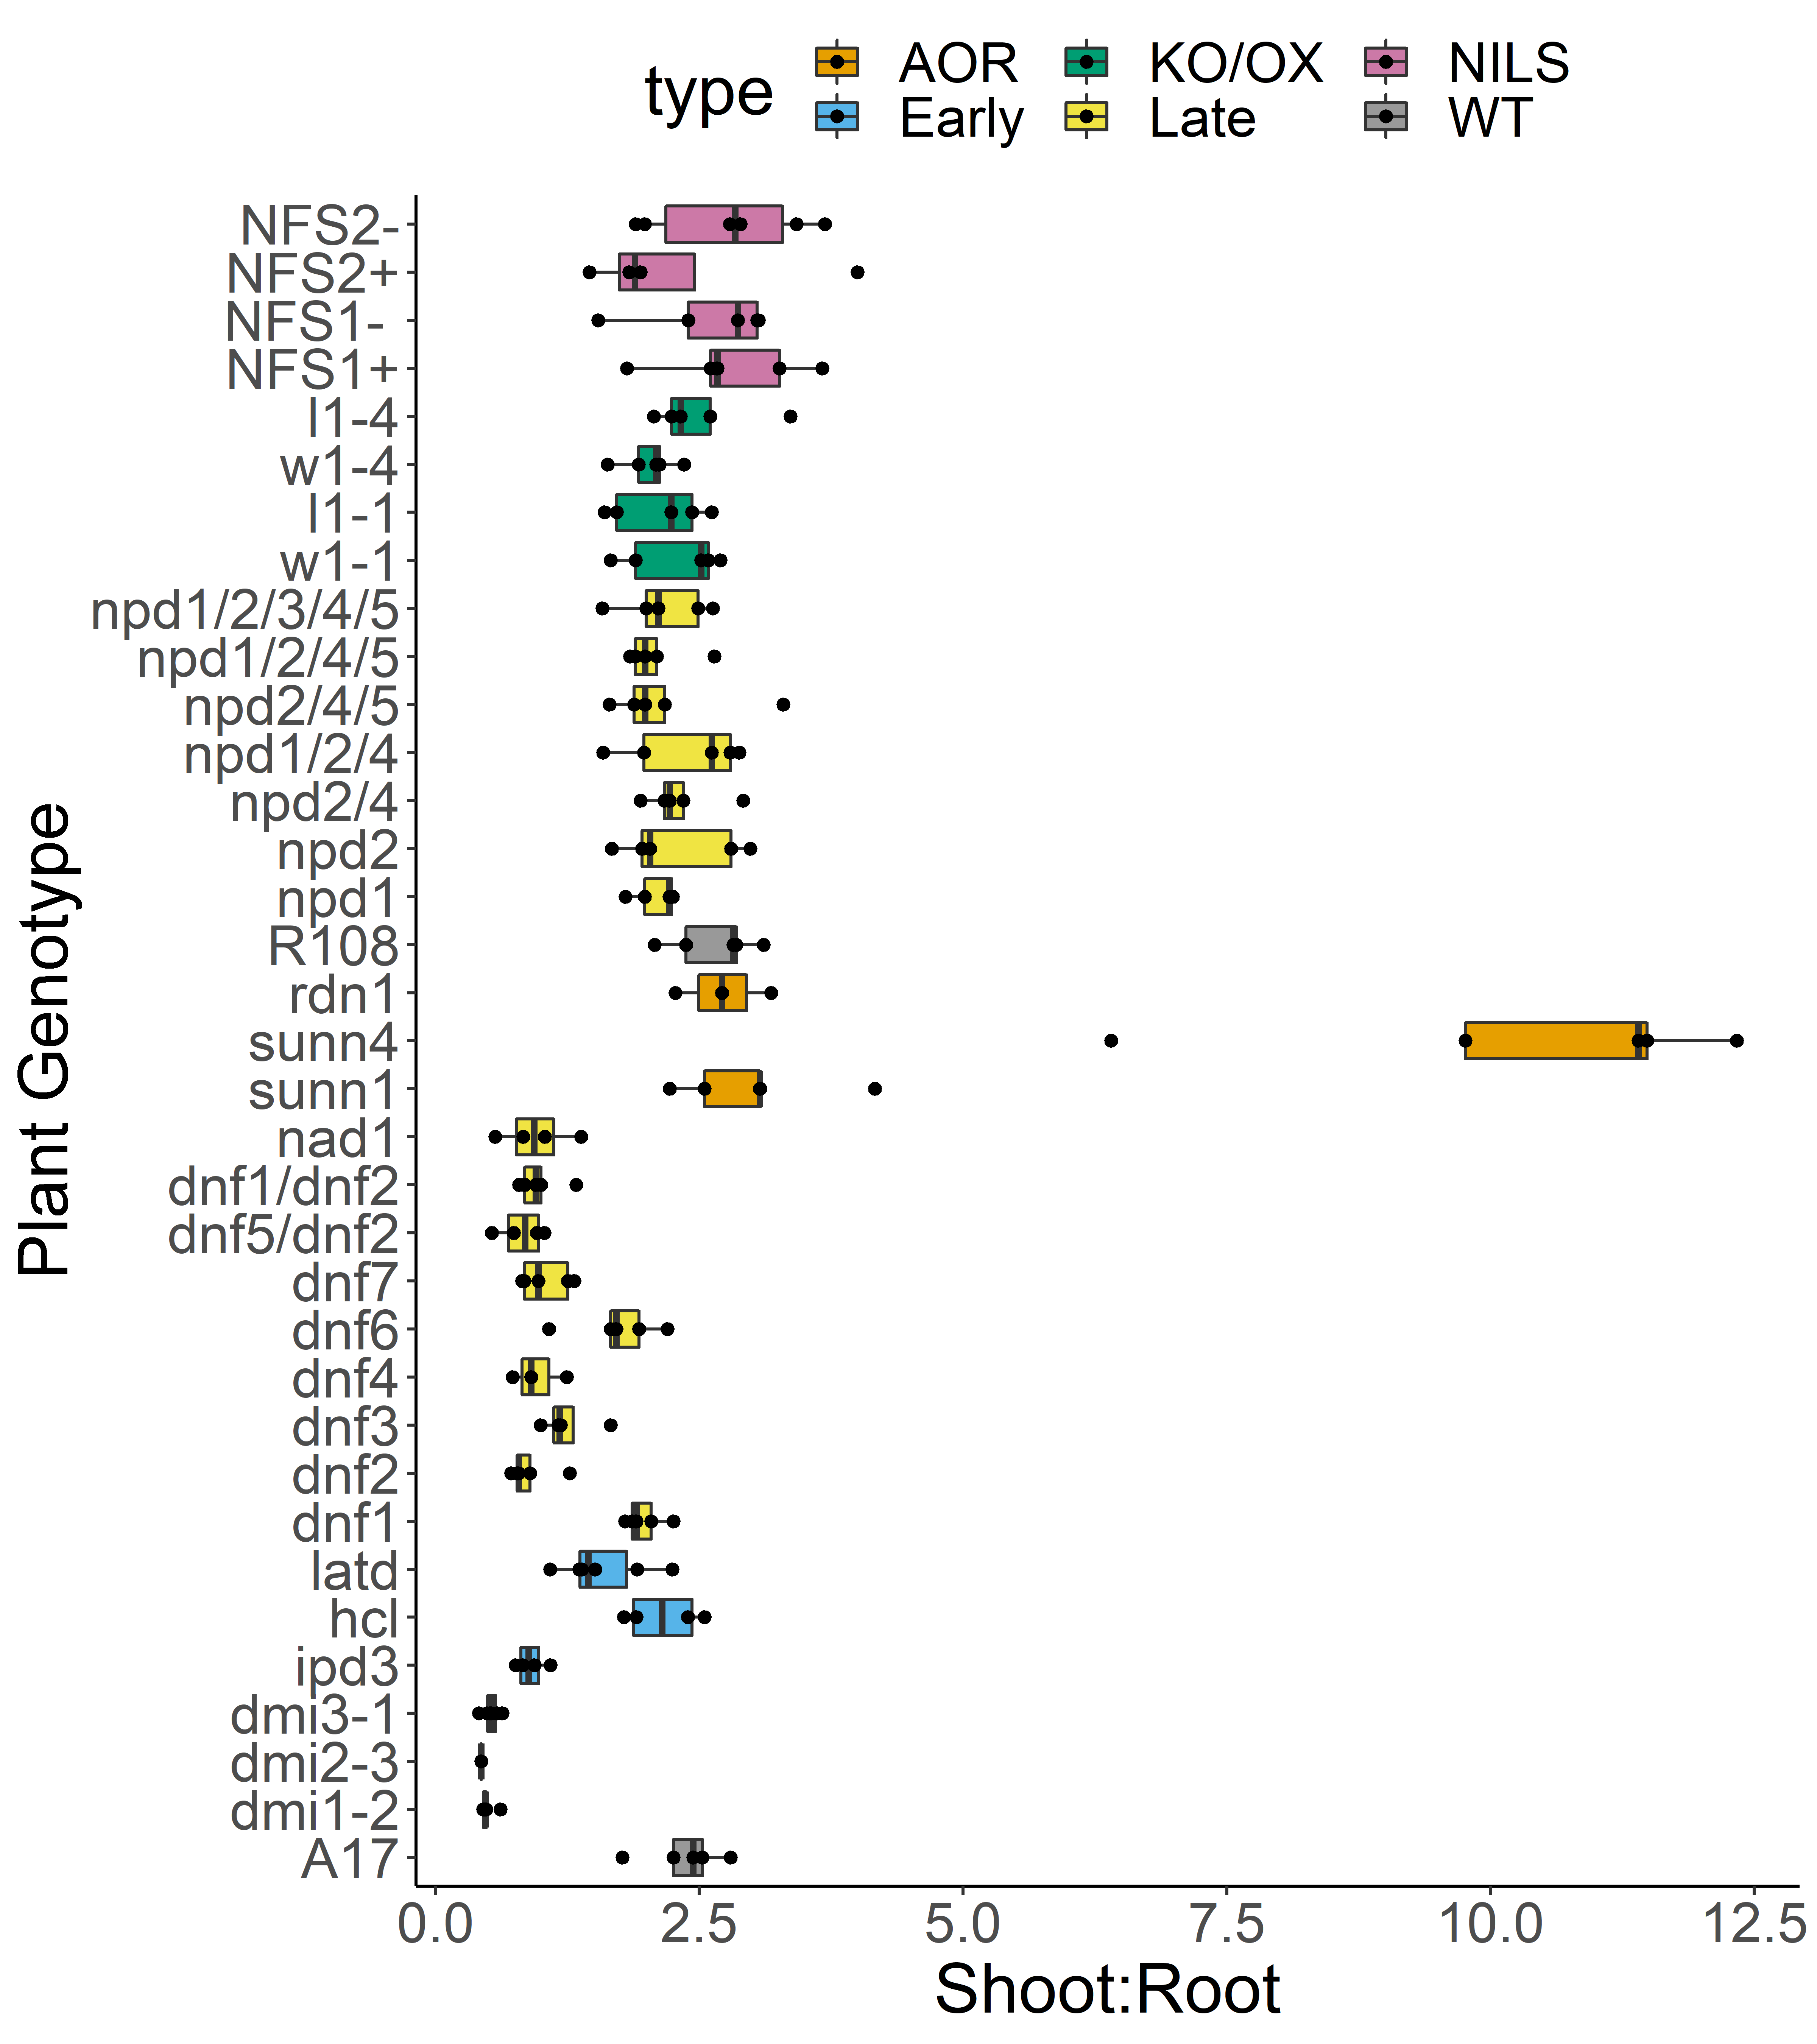 type
AOR KO/OX NILS
Early Late WT
Plant Genotype
NFS2-
NFS2+
NFS1-
NFS1+
l1-4
w1-4
l1-1
w1-1
npd1/2/3/4/5
npd1/2/4/5
npd2/4/5
npd1/2/4
npd2/4
npd2
npd1
R108
rdn1
sunn4
sunn1
nad1
dnf1/dnf2
dnf5/dnf2
dnf7
dnf6
dnf4
dnf3
dnf2
dnf1
latd
hcl
ipd3
dmi3-1
dmi2-3
dmi1-2
A17
0.0 2.5 5.0 7.5 10.0 12.5
Shoot:Root